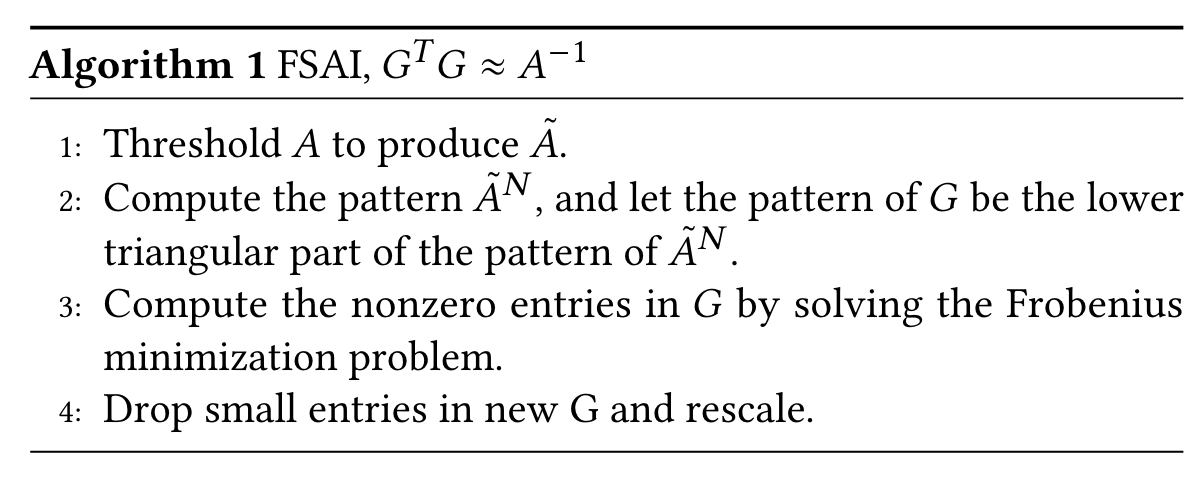 Algorithm 1 FSAI, $G^T G \approx A^{-1}$
1: Threshold $A$ to produce $\tilde{A}$.
2: Compute the pattern $\tilde{A}^N$, and let the pattern of $G$ be the lower
triangular part of the pattern of $\tilde{A}^N$.
3: Compute the nonzero entries in $G$ by solving the Frobenius
minimization problem.
4: Drop small entries in new G and rescale.